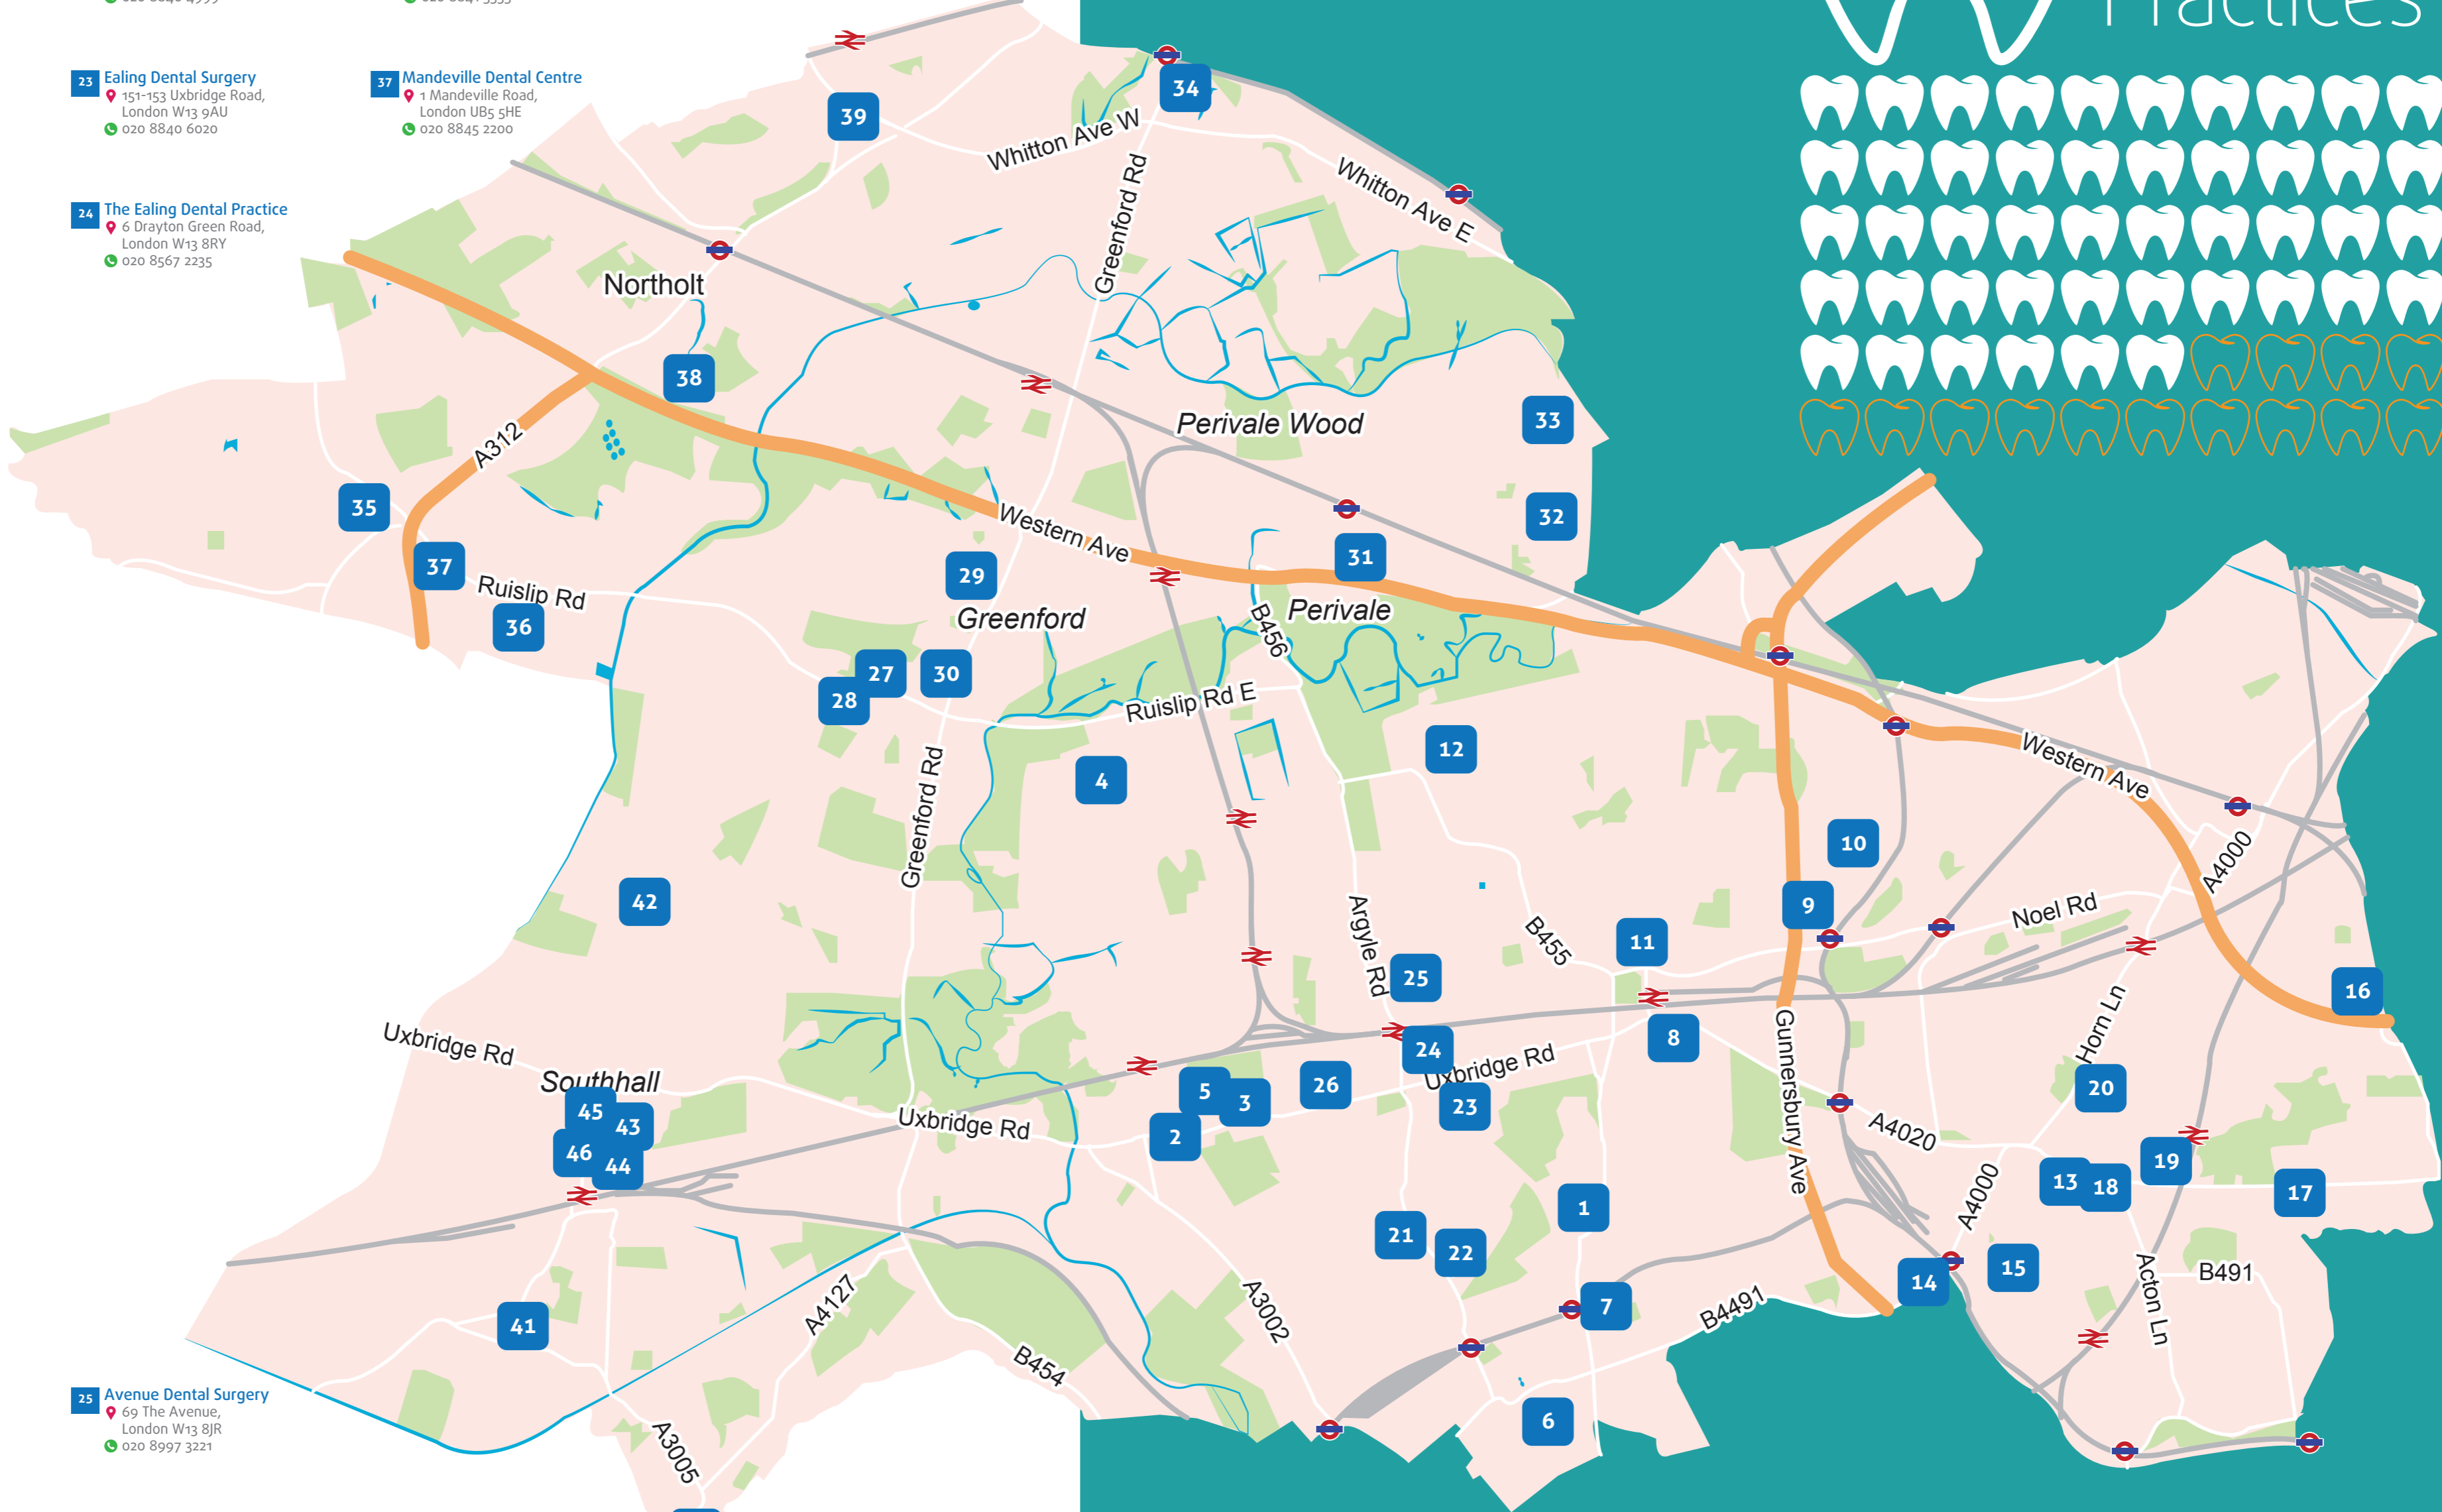 Practices
23 Ealing Dental Surgery
151-153 Uxbridge Road,
London W13 9AU
020 8840 6020
37 Mandeville Dental Centre
1 Mandeville Road,
London UB5 5HE
020 8845 2200
24 The Ealing Dental Practice
6 Drayton Green Road,
London W13 8RY
020 8567 2235
25 Avenue Dental Surgery
69 The Avenue,
London W13 8JR
020 8997 3221
34
39
Whitton Ave W
Whitton Ave E
Greenford Rd
Northolt
38
Perivale Wood
33
A312
35
32
Western Ave
31
37
29
Ruislip Rd
Greenford
Perivale
36
B456
27
30
28
Ruislip Rd E
12
Western Ave
4
Greenford Rd
10
A4000
42
9
Noel Rd
Argyle Rd
B455
11
25
16
Uxbridge Rd
Gunnersbury Ave
Horn Ln
8
24
Uxbridge Rd
Southhall
26
20
45
5
3
23
43
Uxbridge Rd
A4020
2
46
44
19
13
18
17
A4000
1
21
22
15
14
B491
Acton Ln
A4127
A3002
7
B4491
41
B454
6
A3005